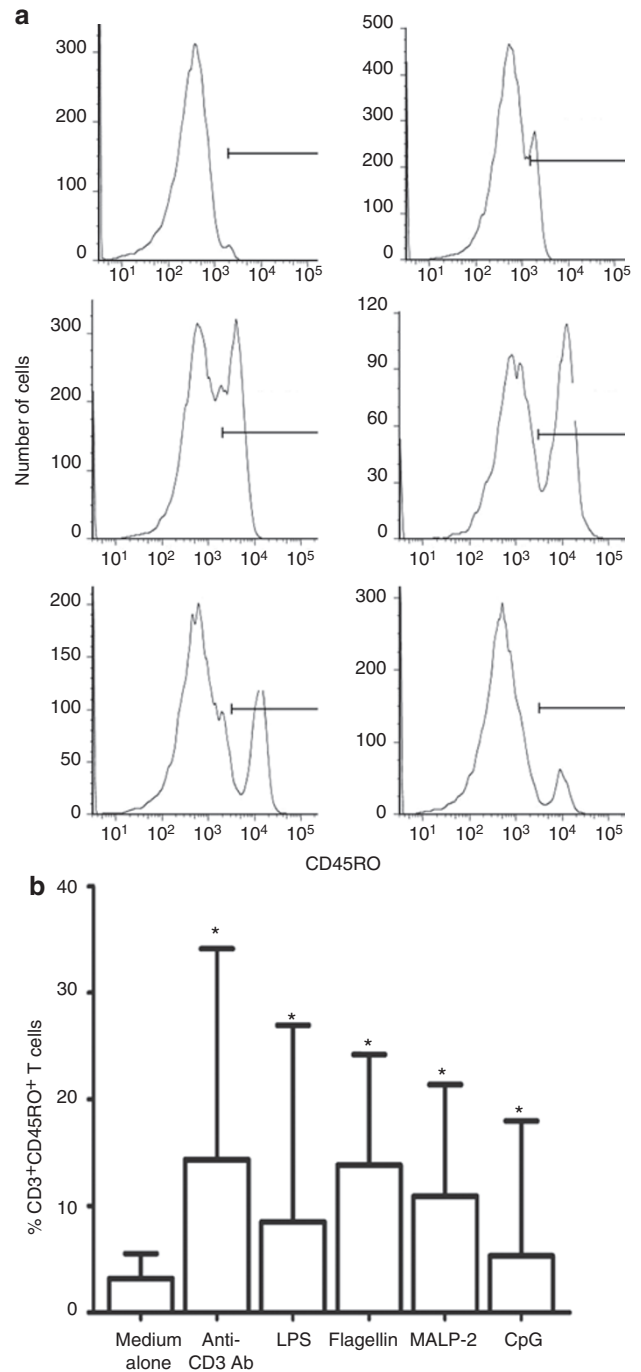 a
300
200
100
0
10¹ 10² 10³ 10⁴ 10⁵
500
400
300
200
100
0
10¹ 10² 10³ 10⁴ 10⁵
300
200
100
0
10¹ 10² 10³ 10⁴ 10⁵
120
90
60
30
0
10¹ 10² 10³ 10⁴ 10⁵
200
150
100
50
0
10¹ 10² 10³ 10⁴ 10⁵
300
200
100
0
10¹ 10² 10³ 10⁴ 10⁵
Number of cells
CD45RO
b
% CD3⁺CD45RO⁺ T cells
40
30
20
10
0
* * * * *
Medium alone
Anti-CD3 Ab
LPS
Flagellin
MALP-2
CpG